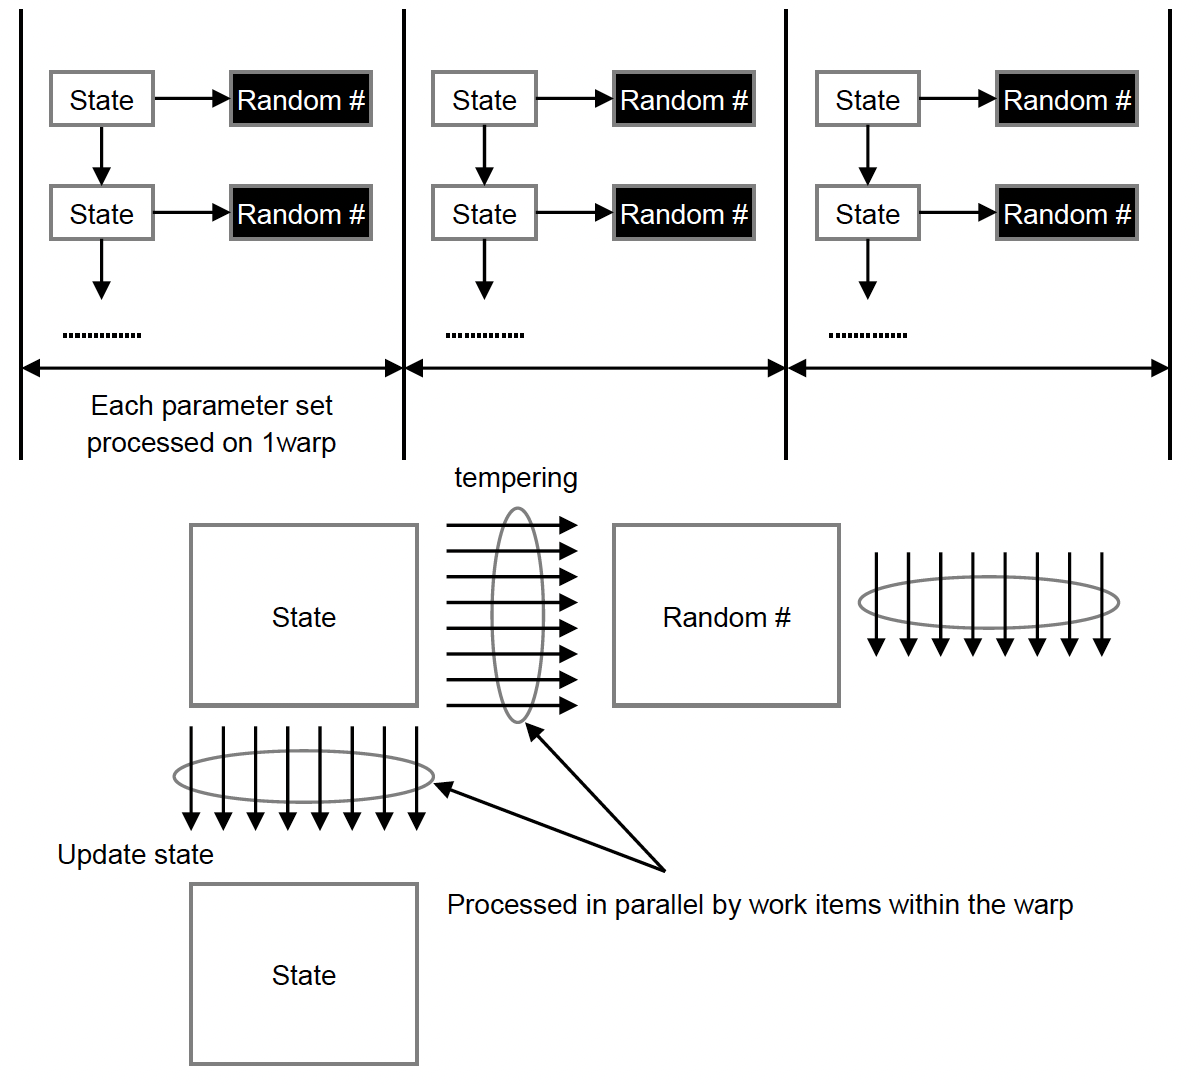 State Random # State Random # State Random #
State Random # State Random # State Random #
Each parameter set
processed on 1warp
tempering
State Random #
Update state
Processed in parallel by work items within the warp
State